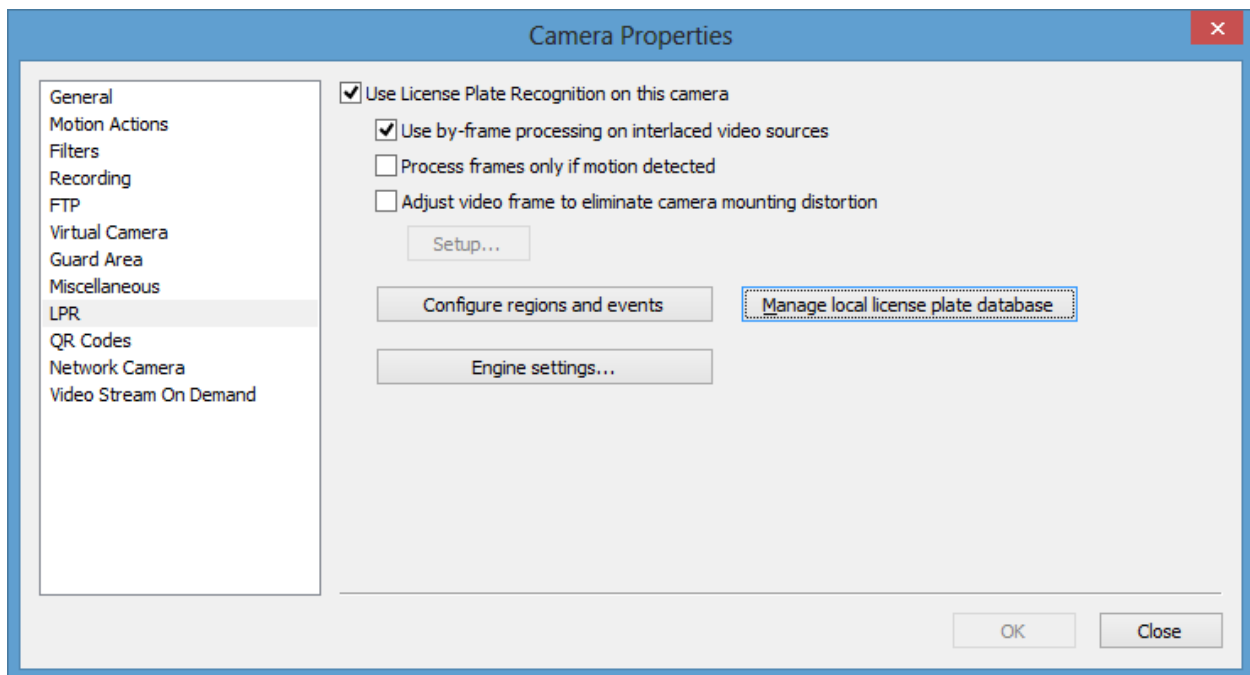 Camera Properties
General
Motion Actions
Filters
Recording
FTP
Virtual Camera
Guard Area
Miscellaneous
LPR
QR Codes
Network Camera
Video Stream On Demand
Use License Plate Recognition on this camera
Use by-frame processing on interlaced video sources
Process frames only if motion detected
Adjust video frame to eliminate camera mounting distortion
Setup...
Configure regions and events
Manage local license plate database
Engine settings...
OK
Close